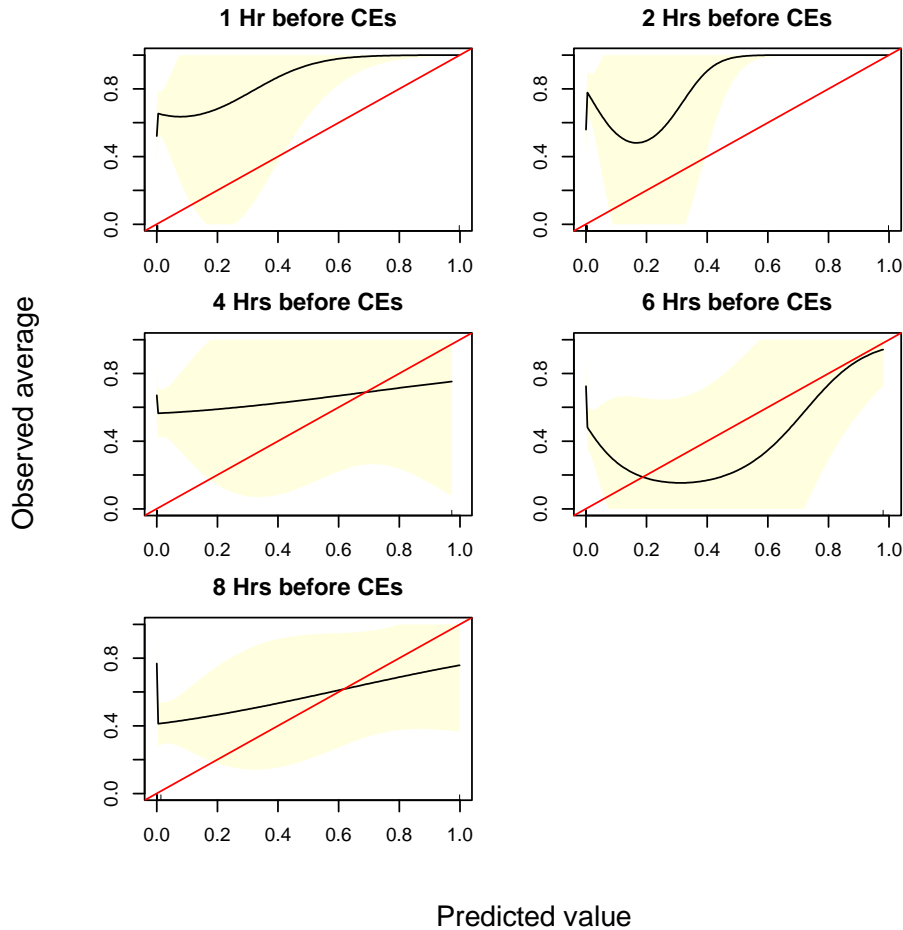 1 Hr before CEs
2 Hrs before CEs
0.0 0.4 0.8
0.0 0.2 0.4 0.6 0.8 1.0
0.0 0.4 0.8
0.0 0.2 0.4 0.6 0.8 1.0
4 Hrs before CEs
6 Hrs before CEs
0.0 0.4 0.8
0.0 0.2 0.4 0.6 0.8 1.0
0.0 0.4 0.8
0.0 0.2 0.4 0.6 0.8 1.0
8 Hrs before CEs
0.0 0.4 0.8
0.0 0.2 0.4 0.6 0.8 1.0
Observed average
Predicted value